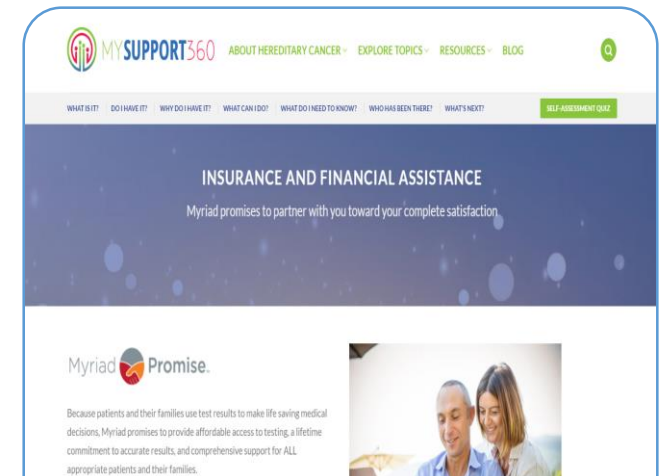 MYSUPPORT360 ABOUT HEREDITARY CANCER EXPLORE TOPICS RESOURCES BLOG
WHAT IS IT? DO I HAVE IT? WHY DO I HAVE IT? WHAT CAN I DO? WHAT DO I NEED TO KNOW? WHO HAS BEEN THERE? WHAT'S NEXT? SELF-ASSESSMENT QUIZ
INSURANCE AND FINANCIAL ASSISTANCE
Myriad promises to partner with you toward your complete satisfaction
Myriad Promise™
Because patients and their families use test results to make life saving medical
decisions, Myriad promises to provide affordable access to testing, a lifetime
commitment to accurate results, and comprehensive support for ALL
appropriate patients and their families.